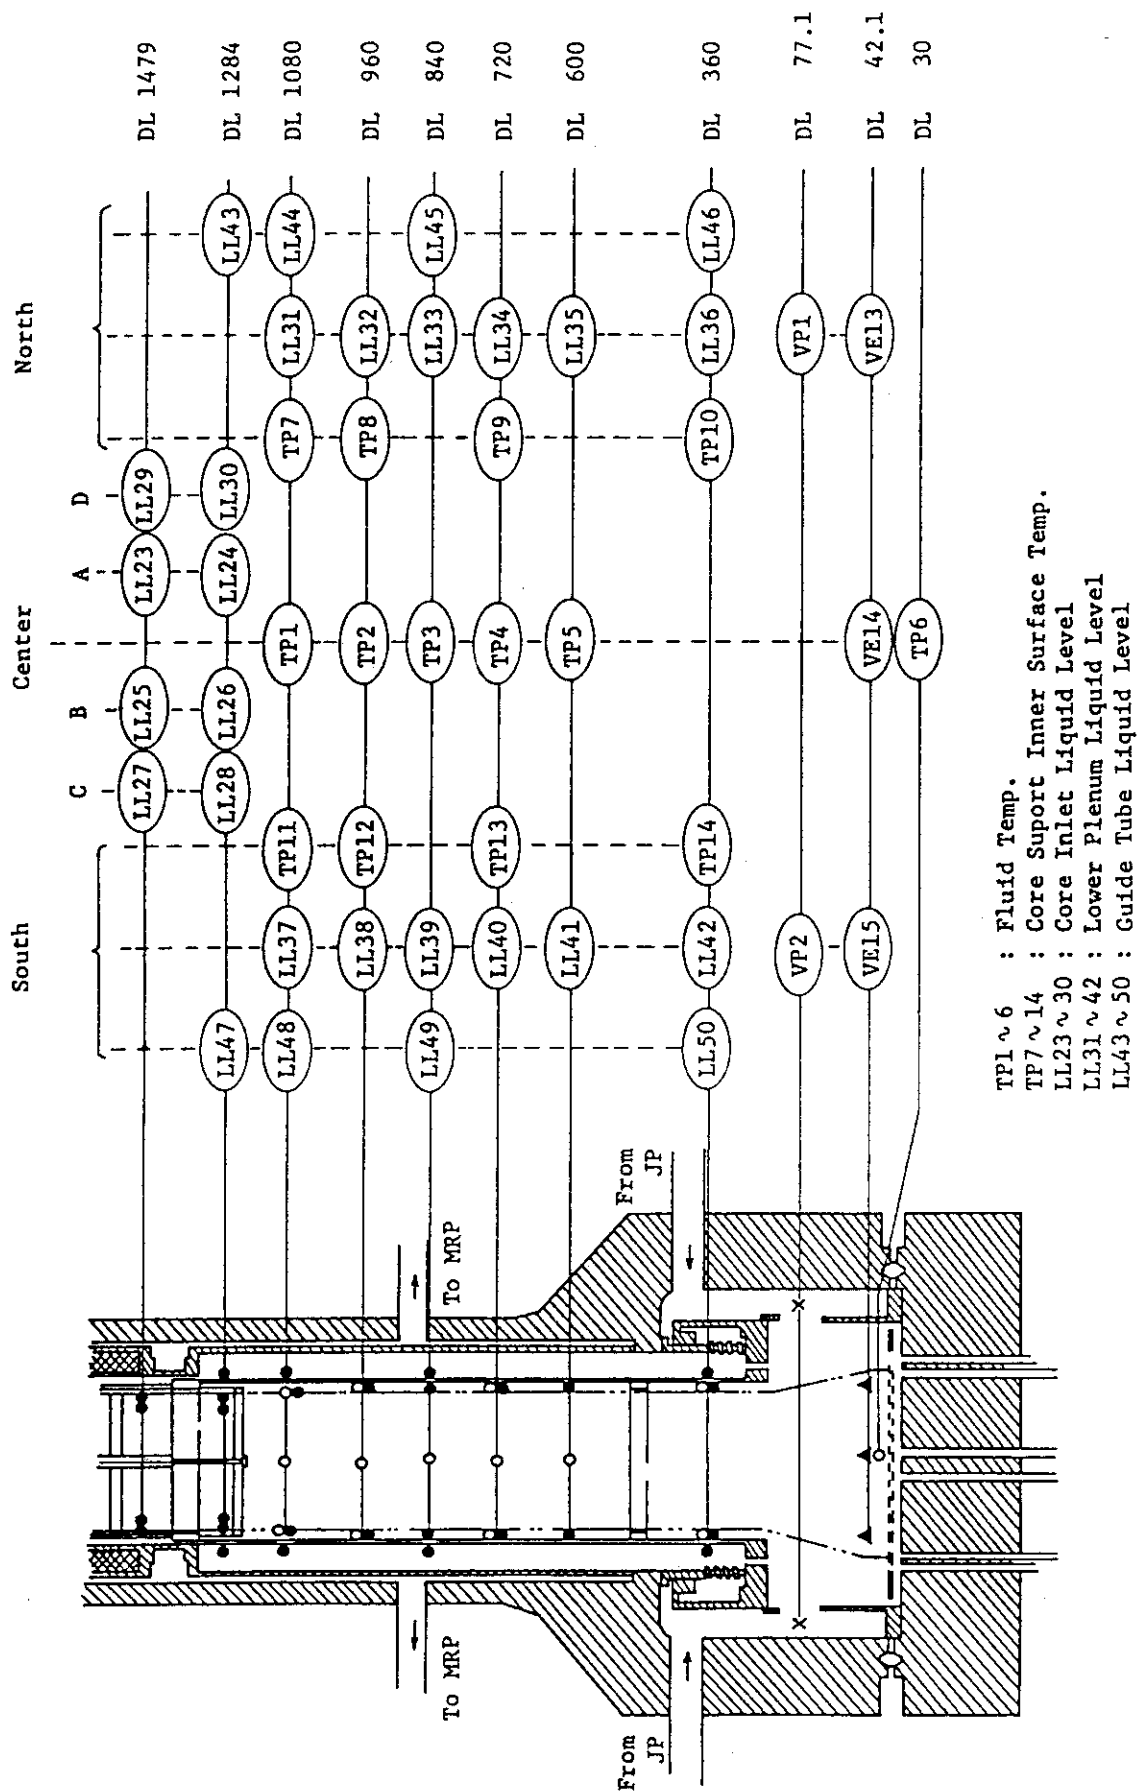 South Center North
C B A D
LL27 LL25 LL23 LL29 DL 1479
LL47 LL28 LL26 LL24 LL30 LL43 DL 1284
LL48 LL37 TP11 TP1 TP7 LL31 LL44 DL 1080
LL38 TP12 TP2 TP8 LL32 DL 960
To MRP To MRP LL49 LL39 TP3 LL33 LL45 DL 840
LL40 TP13 TP4 TP9 LL34 DL 720
LL41 TP5 LL35 DL 600
From JP From JP LL50 LL42 TP14 TP10 LL36 LL46 DL 360
VP2 VP1 DL 77.1
VE15 VE14 VE13 DL 42.1
TP6 DL 30
TP1 ~ 6 : Fluid Temp.
TP7 ~ 14 : Core Suport Inner Surface Temp.
LL23 ~ 30 : Core Inlet Liquid Level
LL31 ~ 42 : Lower Plenum Liquid Level
LL43 ~ 50 : Guide Tube Liquid Level